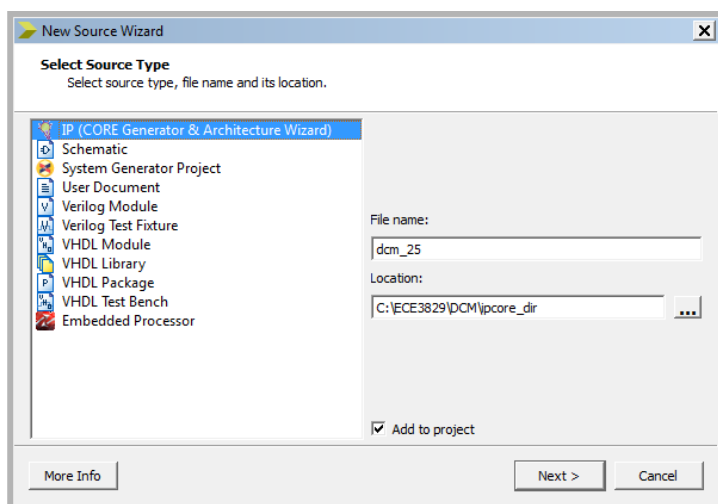 New Source Wizard
Select Source Type
Select source type, file name and its location.
IP (CORE Generator & Architecture Wizard)
Schematic
System Generator Project
User Document
Verilog Module
Verilog Test Fixture
VHDL Module
VHDL Library
VHDL Package
VHDL Test Bench
Embedded Processor
File name:
dcm_25
Location:
C:\ECE3829\DCM\ipcore_dir
...
Add to project
More Info
Next >
Cancel